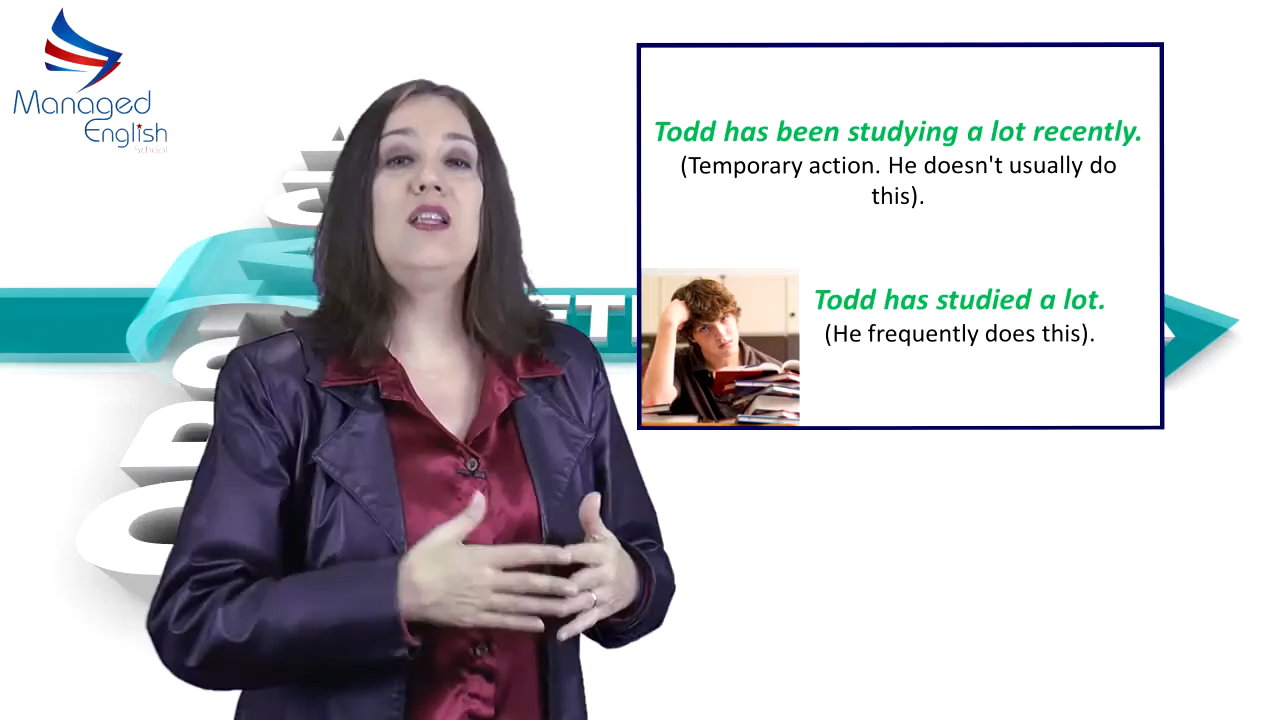 Managed
English
School
Todd has been studying a lot recently.
(Temporary action. He doesn't usually do
this).
Todd has studied a lot.
(He frequently does this).